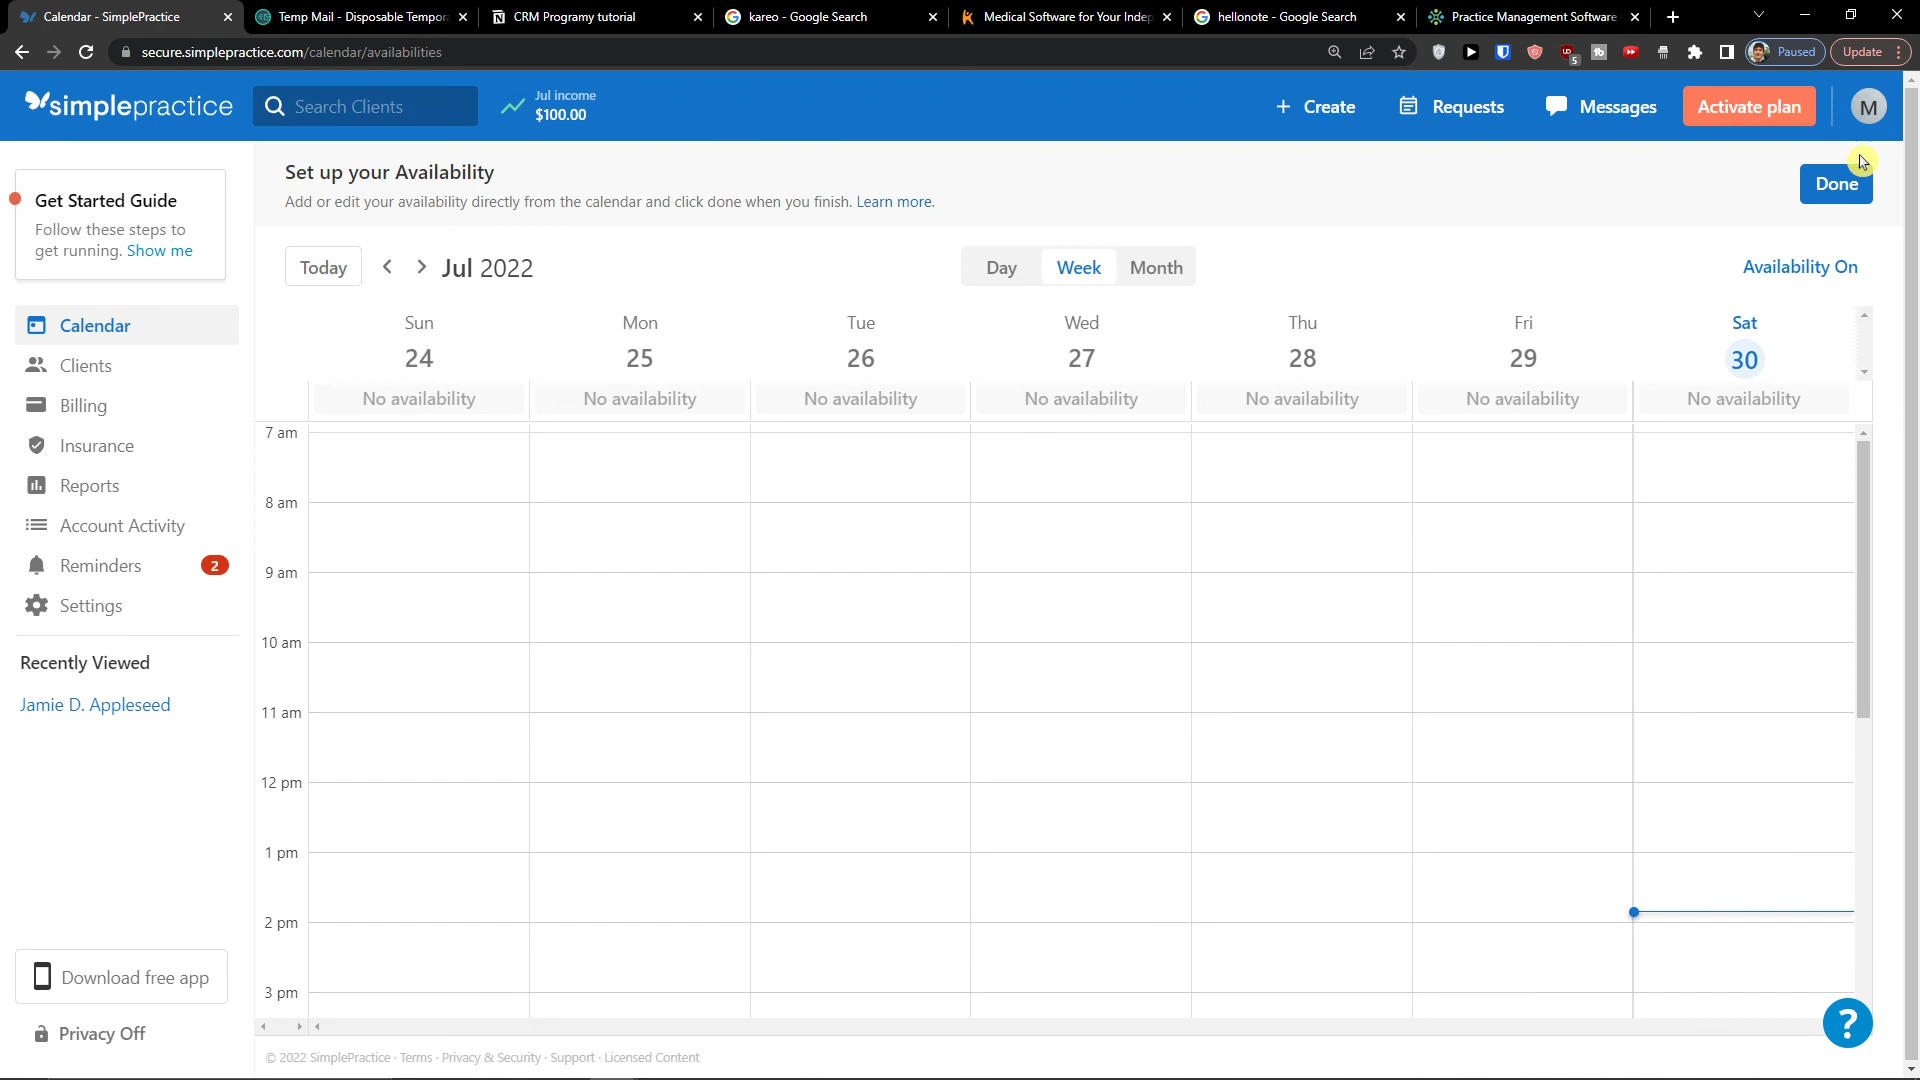 Calendar - SimplePractice
Temp Mail - Disposable Tempora
CRM Programy tutorial
kareo - Google Search
Medical Software for Your Indep
hellonote - Google Search
Practice Management Software
secure.simplepractice.com/calendar/availabilities
5
Paused
Update
simplepractice
Search Clients
Jul income
$100.00
+ Create
Requests
Messages
Activate plan
M
Get Started Guide
Follow these steps to
get running. Show me
Set up your Availability
Add or edit your availability directly from the calendar and click done when you finish. Learn more.
Done
Today
Jul 2022
Day
Week
Month
Availability On
Calendar
Clients
Billing
Insurance
Reports
Account Activity
Reminders
2
Settings
Recently Viewed
Jamie D. Appleseed
Download free app
Privacy Off
Sun
Mon
Tue
Wed
Thu
Fri
Sat
24
25
26
27
28
29
30
No availability
No availability
No availability
No availability
No availability
No availability
No availability
7 am
8 am
9 am
10 am
11 am
12 pm
1 pm
2 pm
3 pm
?
© 2022 SimplePractice · Terms · Privacy & Security · Support · Licensed Content